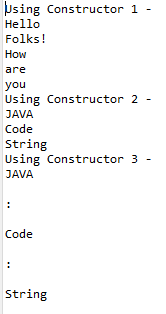 Using Constructor 1 -
Hello
Folks!
How
are
you
Using Constructor 2 -
JAVA
Code
String
Using Constructor 3 -
JAVA
:
Code
:
String